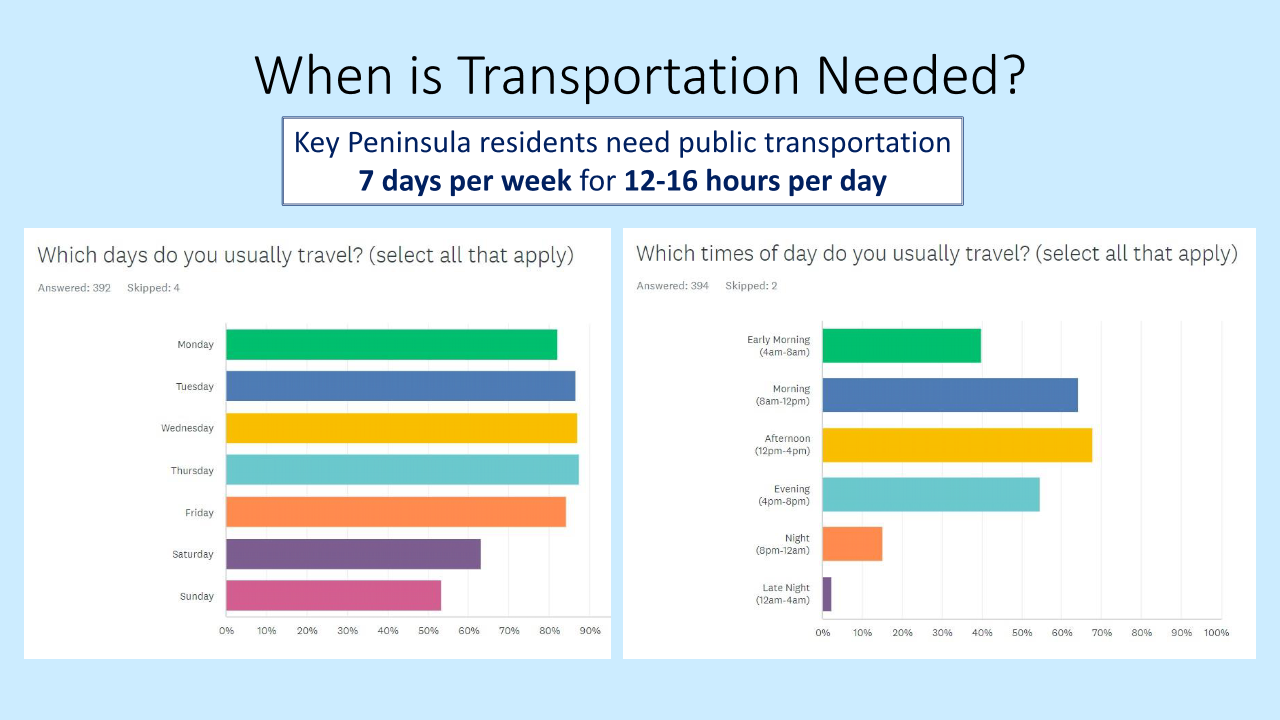 When is Transportation Needed?
Key Peninsula residents need public transportation
7 days per week for 12-16 hours per day
Which days do you usually travel? (select all that apply)
Answered: 392 Skipped: 4
Monday
Tuesday
Wednesday
Thursday
Friday
Saturday
Sunday
0% 10% 20% 30% 40% 50% 60% 70% 80% 90%
Which times of day do you usually travel? (select all that apply)
Answered: 394 Skipped: 2
Early Morning
(4am-8am)
Morning
(8am-12pm)
Afternoon
(12pm-4pm)
Evening
(4pm-8pm)
Night
(8pm-12am)
Late Night
(12am-4am)
0% 10% 20% 30% 40% 50% 60% 70% 80% 90% 100%